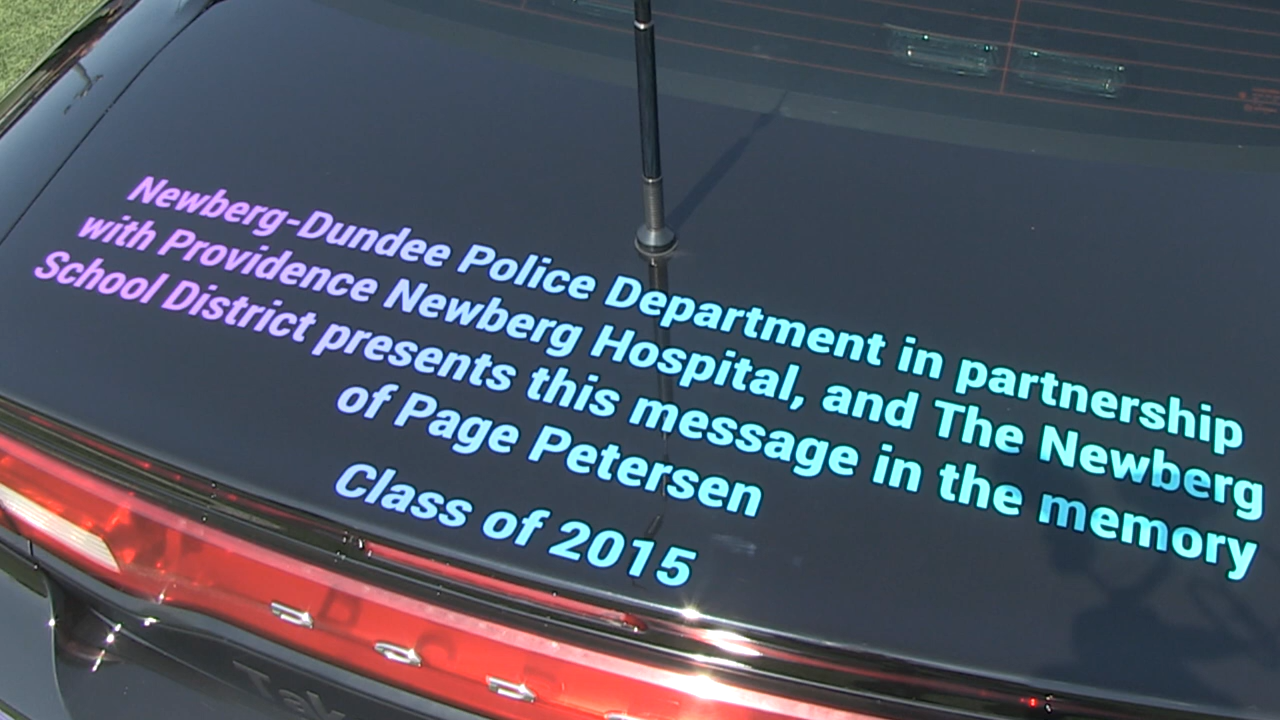 Newberg-Dundee Police Department in partnership
with Providence Newberg Hospital, and The Newberg
School District presents this message in the memory
of Page Petersen
Class of 2015